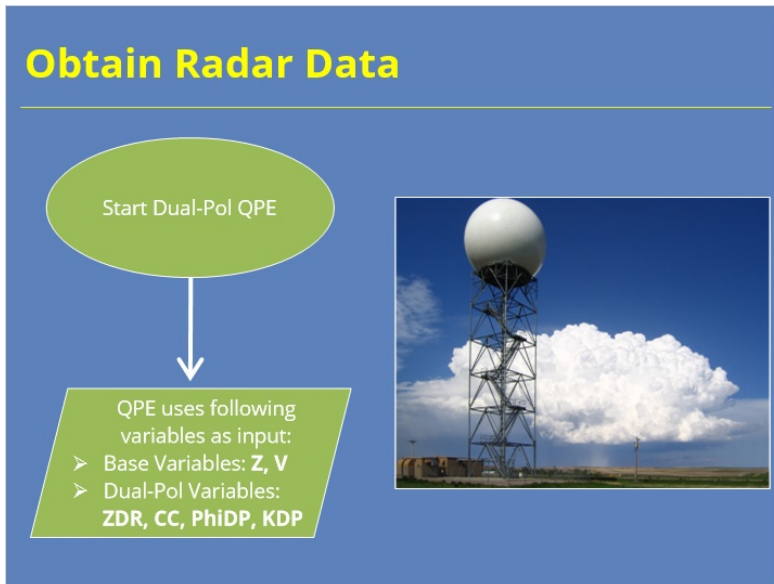 Obtain Radar Data
Start Dual-Pol QPE
QPE uses following
variables as input:
➢ Base Variables: Z, V
➢ Dual-Pol Variables:
ZDR, CC, PhiDP, KDP